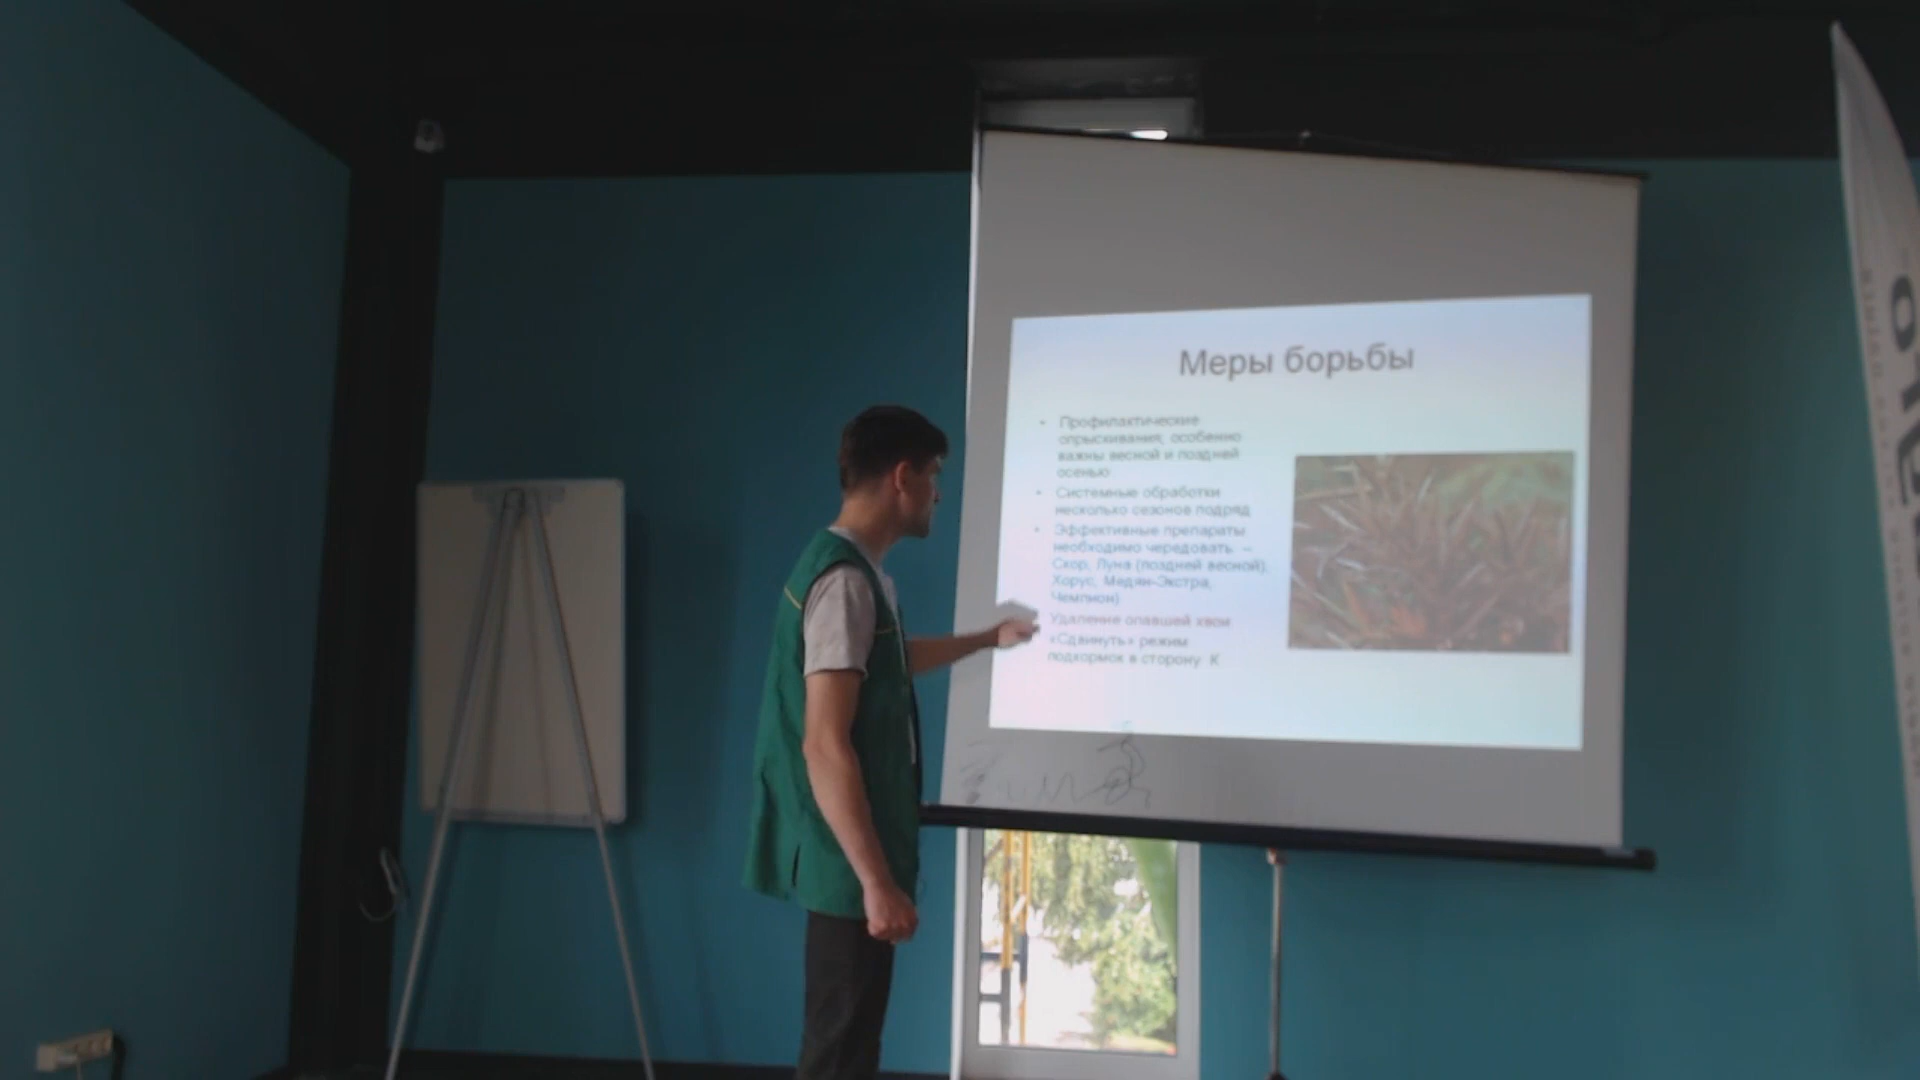 Меры борьбы
• Профилактические
опрыскивания; особенно
важны весной и поздней
осенью
• Системные обработки
несколько сезонов подряд
• Эффективные препараты
необходимо чередовать –
Скор, Луна (поздней весной),
Хорус, Медян-Экстра,
Чемпион)
Удаление опавшей хвои
«Сдвинуть» режим
подкормок в сторону К